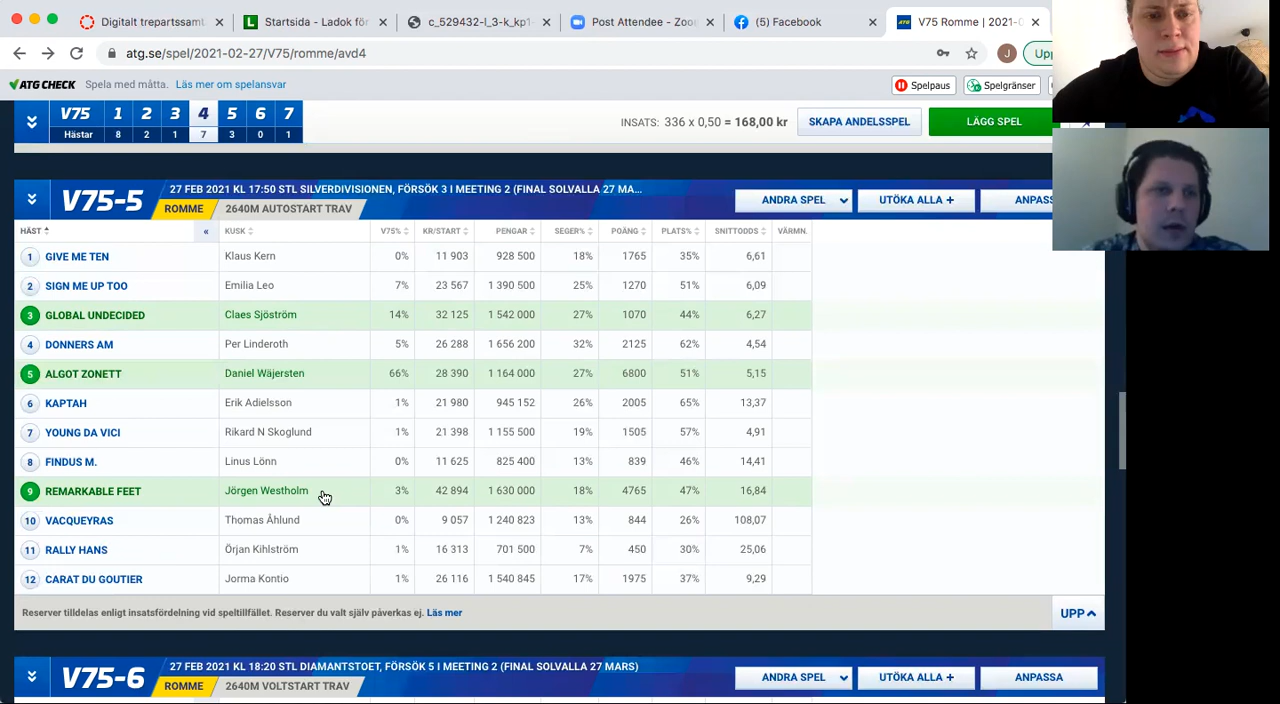 Digitalt trepartssam
Startsida - Ladok för
c_529432-l_3-k_kp1
Post Attendee - Zoo
(5) Facebook
V75 Romme | 2021-0
atg.se/spel/2021-02-27/V75/romme/avd4
J
Upp
ATG CHECK Spela med måtta. Läs mer om spelansvar
Spelpaus
Spelgränser
V75 1 2 3 4 5 6 7
Hästar 8 2 1 7 3 0 1
INSATS: 336 x 0,50 = 168,00 kr
SKAPA ANDELSSPEL
LÄGG SPEL
V75-5
27 FEB 2021 KL 17:50 STL SILVERDIVISIONEN, FÖRSÖK 3 I MEETING 2 (FINAL SOLVALLA 27 MA...
ROMME 2640M AUTOSTART TRAV
ANDRA SPEL
UTÖKA ALLA +
ANPASS
HÄST « KUSK V75% KR/START PENGAR SEGER% POÄNG PLATS% SNITTODDS VÄRMN.
1 GIVE ME TEN Klaus Kern 0% 11 903 928 500 18% 1765 35% 6,61
2 SIGN ME UP TOO Emilia Leo 7% 23 567 1 390 500 25% 1270 51% 6,09
3 GLOBAL UNDECIDED Claes Sjöström 14% 32 125 1 542 000 27% 1070 44% 6,27
4 DONNERS AM Per Linderoth 5% 26 288 1 656 200 32% 2125 62% 4,54
5 ALGOT ZONETT Daniel Wäjersten 66% 28 390 1 164 000 27% 6800 51% 5,15
6 KAPTAH Erik Adielsson 1% 21 980 945 152 26% 2005 65% 13,37
7 YOUNG DA VICI Rikard N Skoglund 1% 21 398 1 155 500 19% 1505 57% 4,91
8 FINDUS M. Linus Lönn 0% 11 625 825 400 13% 839 46% 14,41
9 REMARKABLE FEET Jörgen Westholm 3% 42 894 1 630 000 18% 4765 47% 16,84
10 VACQUEYRAS Thomas Åhlund 0% 9 057 1 240 823 13% 844 26% 108,07
11 RALLY HANS Örjan Kihlström 1% 16 313 701 500 7% 450 30% 25,06
12 CARAT DU GOUTIER Jorma Kontio 1% 26 116 1 540 845 17% 1975 37% 9,29
Reserver tilldelas enligt insatsfördelning vid speltillfället. Reserver du valt själv påverkas ej. Läs mer
UPP
V75-6
27 FEB 2021 KL 18:20 STL DIAMANTSTOET, FÖRSÖK 5 I MEETING 2 (FINAL SOLVALLA 27 MARS)
ROMME 2640M VOLTSTART TRAV
ANDRA SPEL
UTÖKA ALLA +
ANPASSA